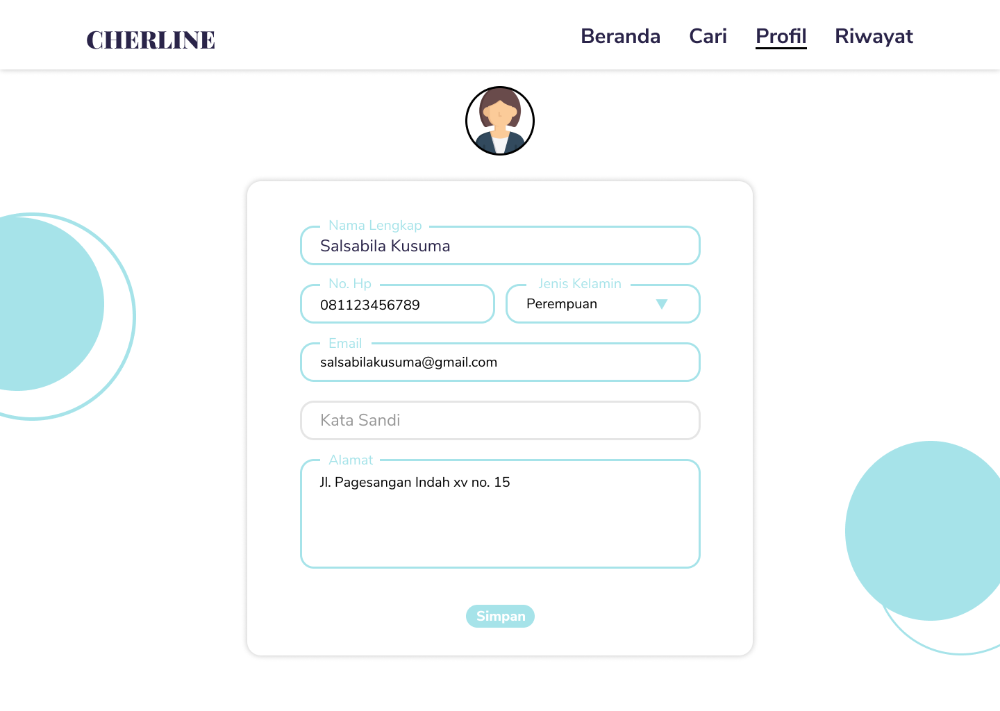 CHERLINE
Beranda Cari Profil Riwayat
Nama Lengkap
Salsabila Kusuma
No. Hp
081123456789
Jenis Kelamin
Perempuan
Email
salsabilakusuma@gmail.com
Kata Sandi
Alamat
Jl. Pagesangan Indah xv no. 15
Simpan